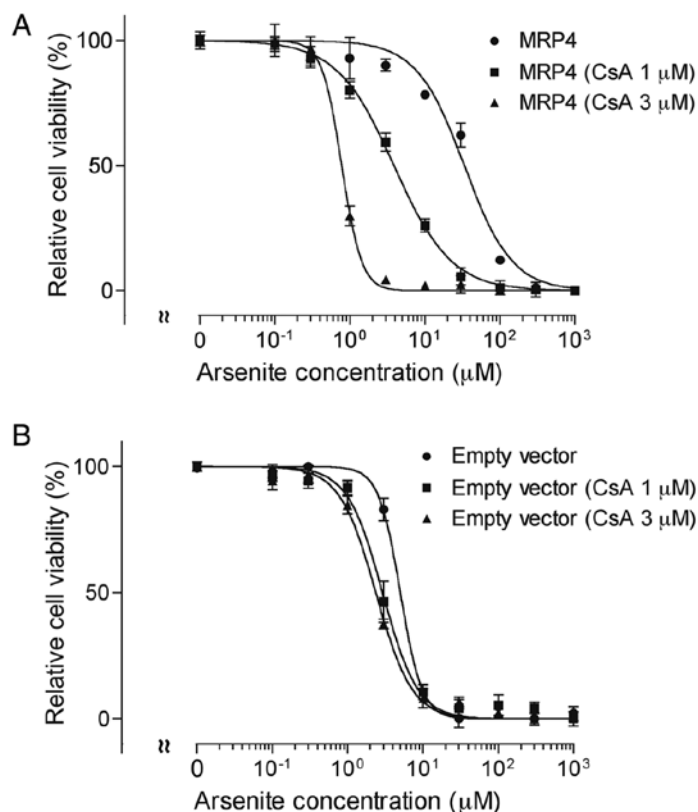 A
Relative cell viability (%)
100
50
0
MRP4
MRP4 (CsA 1 μM)
MRP4 (CsA 3 μM)
0 10⁻¹ 10⁰ 10¹ 10² 10³
Arsenite concentration (μM)
B
Relative cell viability (%)
100
50
0
Empty vector
Empty vector (CsA 1 μM)
Empty vector (CsA 3 μM)
0 10⁻¹ 10⁰ 10¹ 10² 10³
Arsenite concentration (μM)